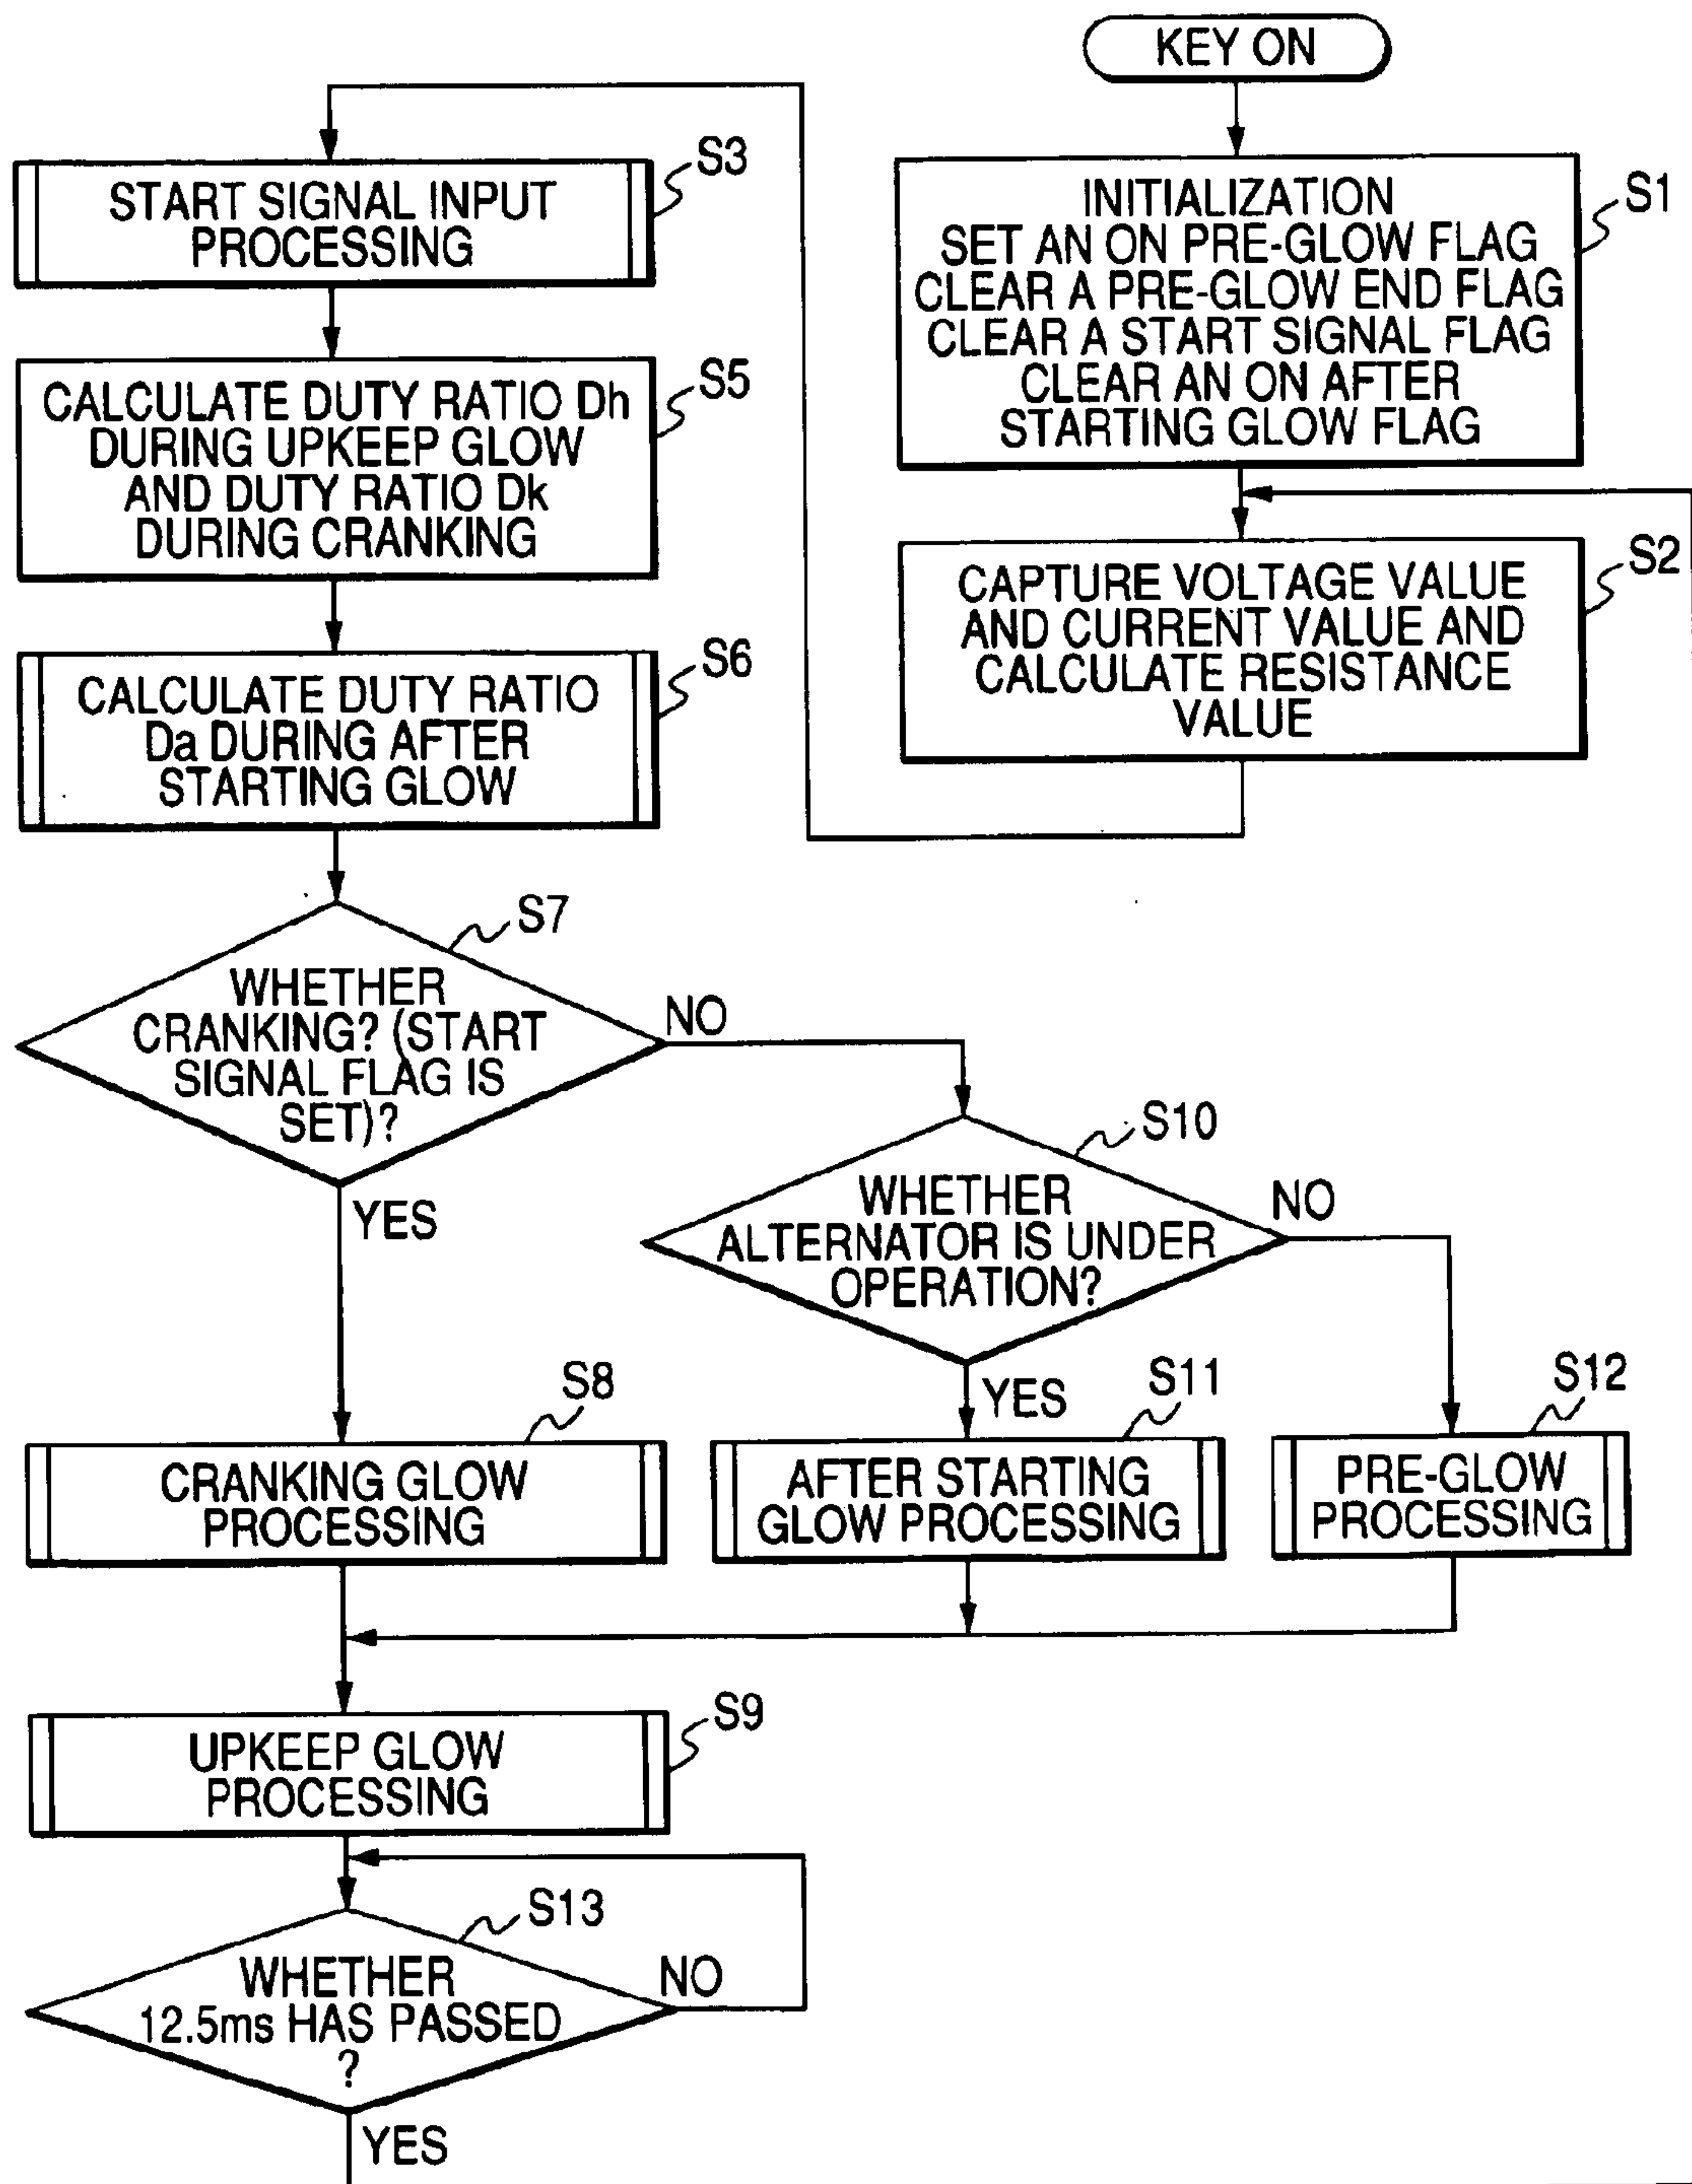 KEY ON
S1
INITIALIZATION
SET AN ON PRE-GLOW FLAG
CLEAR A PRE-GLOW END FLAG
CLEAR A START SIGNAL FLAG
CLEAR AN ON AFTER
STARTING GLOW FLAG
S2
CAPTURE VOLTAGE VALUE
AND CURRENT VALUE AND
CALCULATE RESISTANCE
VALUE
S3
START SIGNAL INPUT
PROCESSING
S5
CALCULATE DUTY RATIO Dh
DURING UPKEEP GLOW
AND DUTY RATIO Dk
DURING CRANKING
S6
CALCULATE DUTY RATIO
Da DURING AFTER
STARTING GLOW
S7
WHETHER
CRANKING? (START
SIGNAL FLAG IS
SET)?
NO
YES
S10
WHETHER
ALTERNATOR IS UNDER
OPERATION?
NO
YES
S8
CRANKING GLOW
PROCESSING
S11
AFTER STARTING
GLOW PROCESSING
S12
PRE-GLOW
PROCESSING
S9
UPKEEP GLOW
PROCESSING
S13
WHETHER
12.5ms HAS PASSED
?
NO
YES